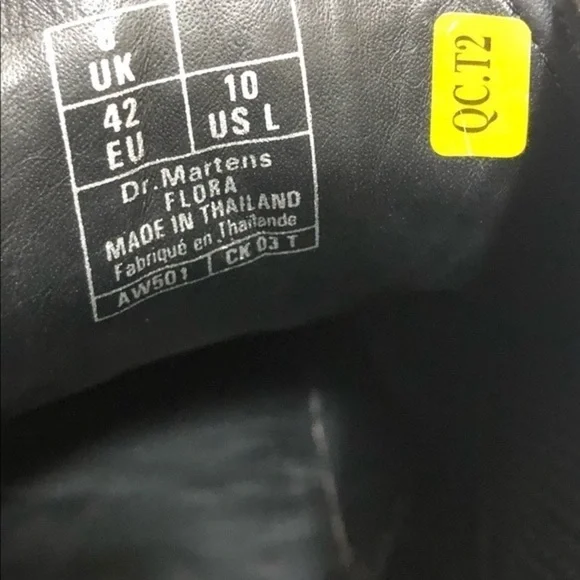 UK
42
EU
10
US L
Dr. Martens
FLORA
MADE IN THAILAND
Fabriqué en Thaïlande
AW501
CK 03 T
QC.T2